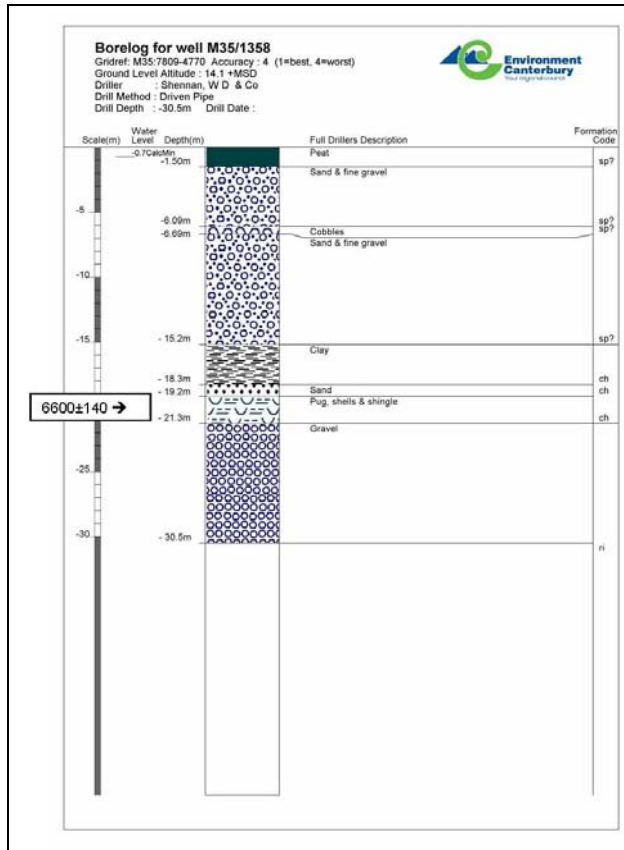 Borelog for well M35/1358
Gridref: M35:7809-4770 Accuracy : 4 (1=best, 4=worst)
Ground Level Altitude : 14.1 +MSD
Driller : Shennan, W D & Co
Drill Method : Driven Pipe
Drill Depth : -30.5m Drill Date :
Environment
Canterbury
Your regional council
Scale(m) Water Level Depth(m) Full Drillers Description Formation Code
-0.7CalcMin Peat
-1.50m sp?
Sand & fine gravel
-5
-6.09m sp?
Cobbles sp?
-6.69m
Sand & fine gravel
-10
-15 - 15.2m sp?
Clay
- 18.3m ch
Sand
- 19.2m ch
Pug, shells & shingle
6600±140 →
- 21.3m ch
Gravel
-25
-30 - 30.5m
ri